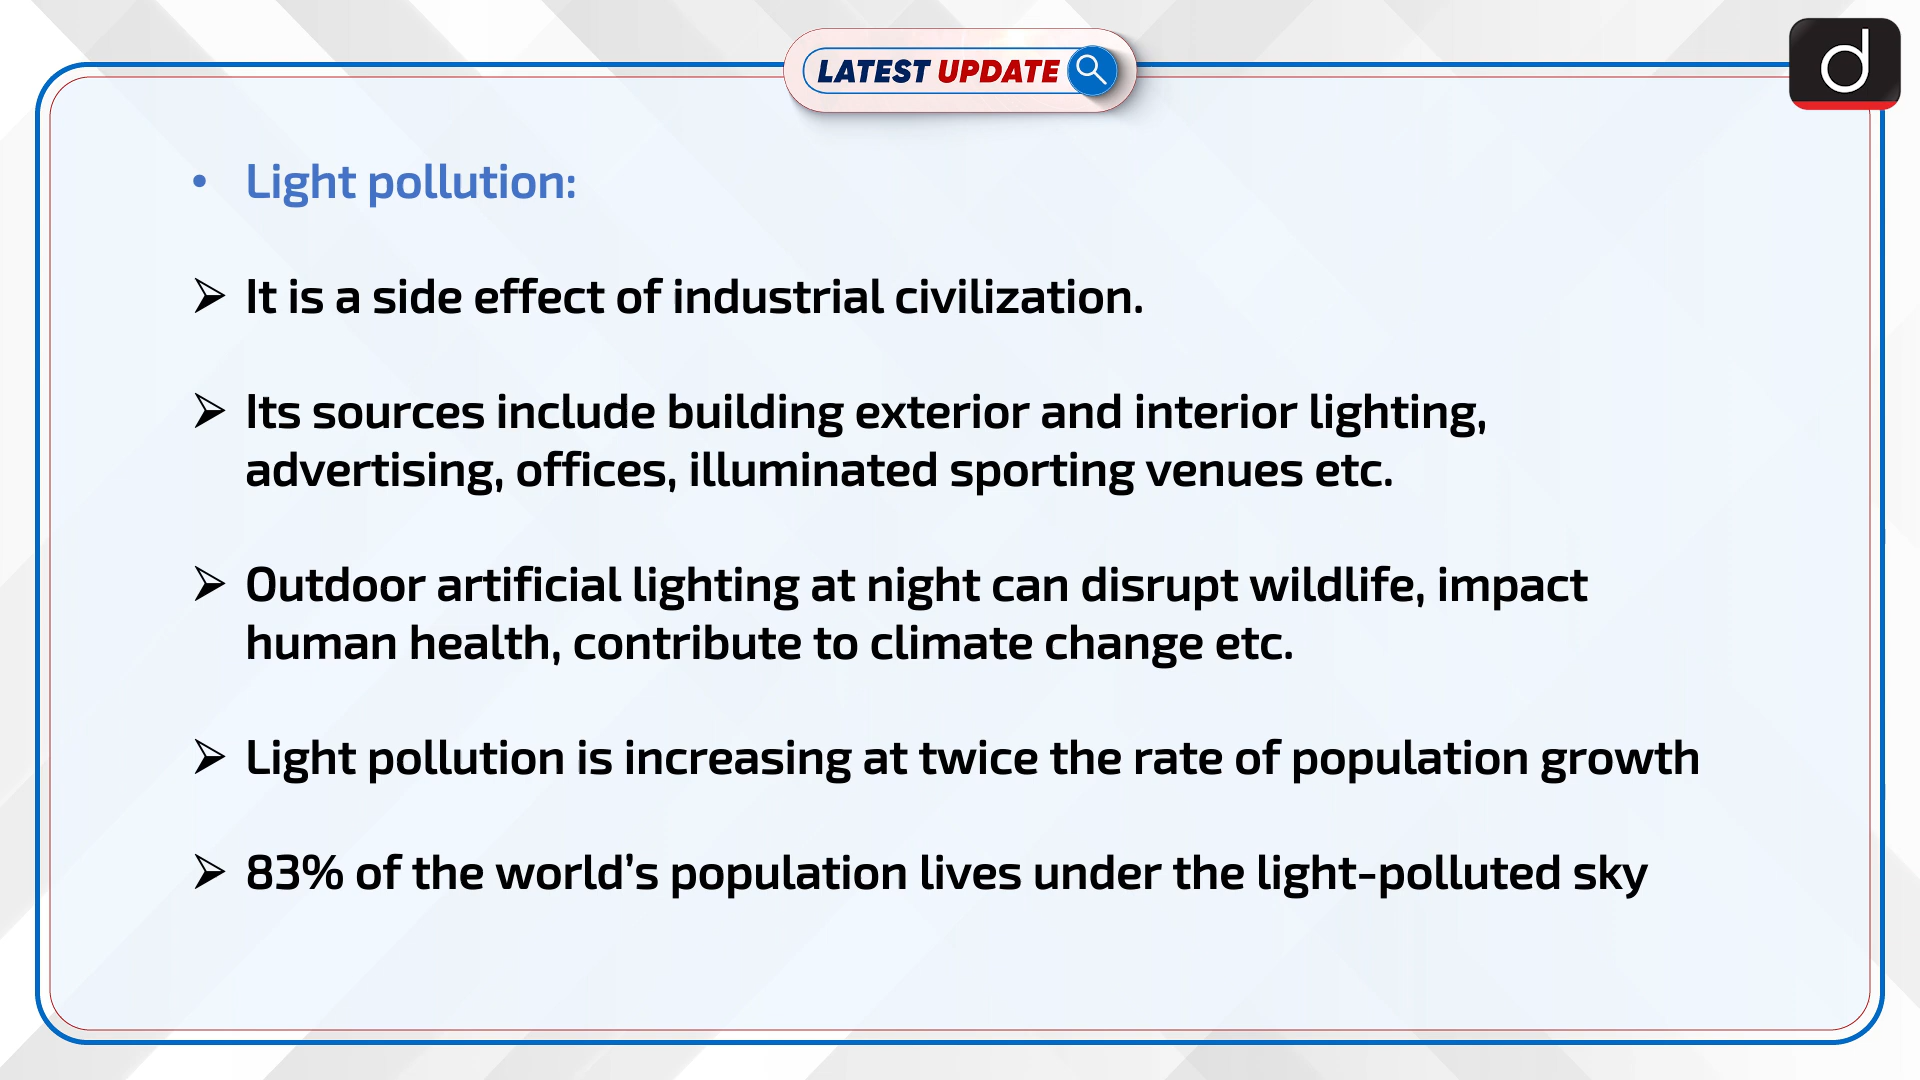 LATEST UPDATE
d
• Light pollution:
➢ It is a side effect of industrial civilization.
➢ Its sources include building exterior and interior lighting,
advertising, offices, illuminated sporting venues etc.
➢ Outdoor artificial lighting at night can disrupt wildlife, impact
human health, contribute to climate change etc.
➢ Light pollution is increasing at twice the rate of population growth
➢ 83% of the world’s population lives under the light-polluted sky